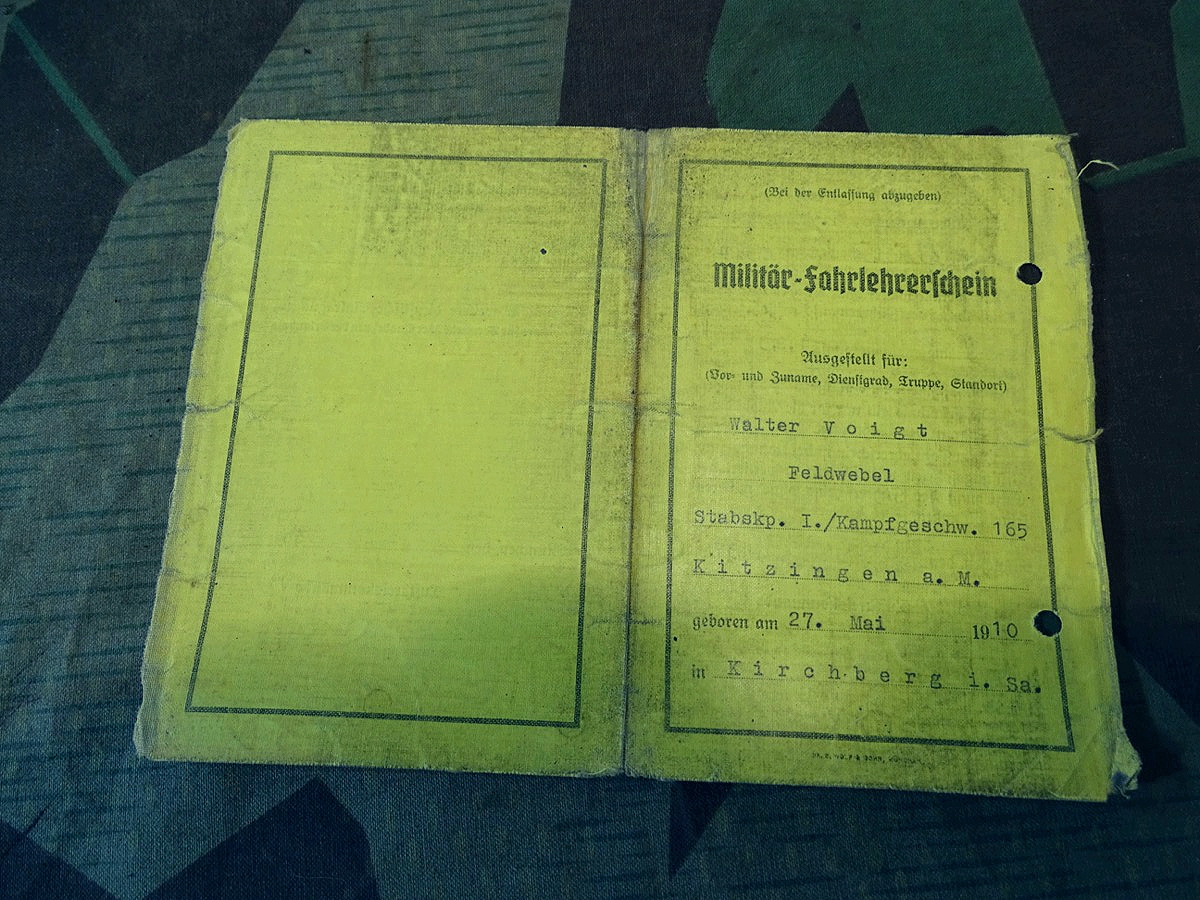 (Bei der Entlassung abzugeben)
Militär-Fahrlehrerschein
Ausgestellt für:
(Vor- und Zuname, Dienstgrad, Truppe, Standort)
Walter Voigt
Feldwebel
Stabskp. I./Kampfgeschw. 165
Kitzingen a. M.
geboren am 27. Mai 1910
in Kirchberg i. Sa.